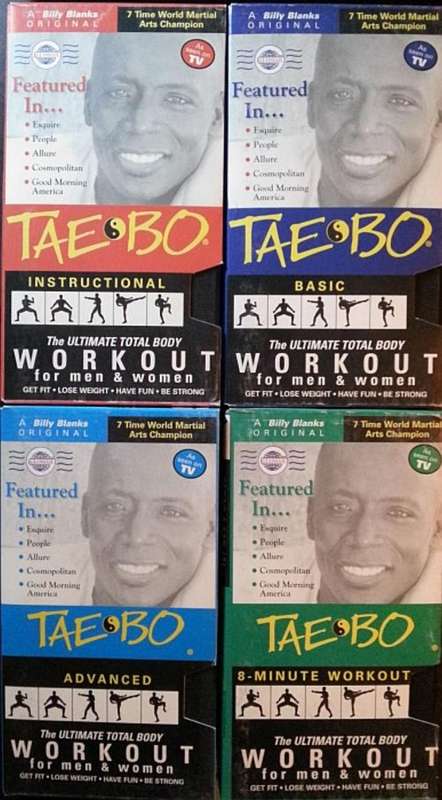 A Billy Blanks
ORIGINAL
7 Time World Martial
Arts Champion
As
seen on
TV
Featured
In...
• Esquire
• People
• Allure
• Cosmopolitan
• Good Morning
America
TAE BO®
INSTRUCTIONAL
The ULTIMATE TOTAL BODY
WORKOUT
for men & women
GET FIT • LOSE WEIGHT • HAVE FUN • BE STRONG
A Billy Blanks
ORIGINAL
7 Time World Martial
Arts Champion
As
seen on
TV
Featured
In...
• Esquire
• People
• Allure
• Cosmopolitan
• Good Morning
America
TAE BO®
BASIC
The ULTIMATE TOTAL BODY
WORKOUT
for men & women
GET FIT • LOSE WEIGHT • HAVE FUN • BE STRONG
A Billy Blanks
ORIGINAL
7 Time World Martial
Arts Champion
As
seen on
TV
Featured
In...
• Esquire
• People
• Allure
• Cosmopolitan
• Good Morning
America
TAE BO®
ADVANCED
The ULTIMATE TOTAL BODY
WORKOUT
for men & women
GET FIT • LOSE WEIGHT • HAVE FUN • BE STRONG
A Billy Blanks
ORIGINAL
7 Time World Martial
Arts Champion
As
seen on
TV
Featured
In...
• Esquire
• People
• Allure
• Cosmopolitan
• Good Morning
America
TAE BO®
8-MINUTE WORKOUT
The ULTIMATE TOTAL BODY
WORKOUT
for men & women
GET FIT • LOSE WEIGHT • HAVE FUN • BE STRONG